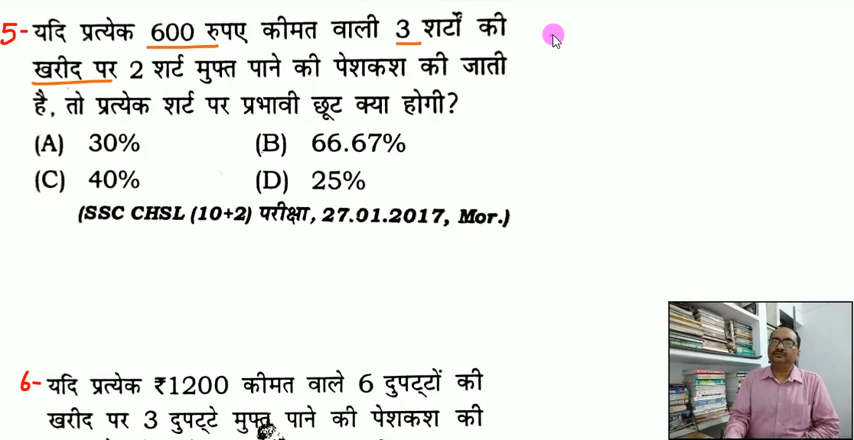 5- यदि प्रत्येक 600 रुपए कीमत वाली 3 शर्टों की
खरीद पर 2 शर्ट मुफ्त पाने की पेशकश की जाती
है, तो प्रत्येक शर्ट पर प्रभावी छूट क्या होगी?
(A) 30% (B) 66.67%
(C) 40% (D) 25%
(SSC CHSL (10+2) परीक्षा, 27.01.2017, Mor.)
6- यदि प्रत्येक ₹1200 कीमत वाले 6 दुपट्टों की
खरीद पर 3 दुपट्टे मुफ्त पाने की पेशकश की